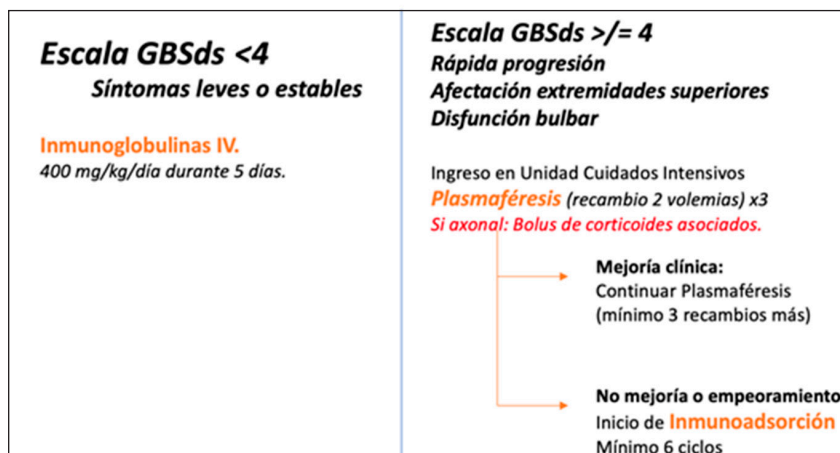 Escala GBSds <4
Síntomas leves o estables
Inmunoglobulinas IV.
400 mg/kg/día durante 5 días.
Escala GBSds >/= 4
Rápida progresión
Afectación extremidades superiores
Disfunción bulbar
Ingreso en Unidad Cuidados Intensivos
Plasmaféresis (recambio 2 volemias) x3
Si axonal: Bolus de corticoides asociados.
Mejoría clínica:
Continuar Plasmaféresis
(mínimo 3 recambios más)
No mejoría o empeoramiento
Inicio de Inmunoadsorción
Mínimo 6 ciclos